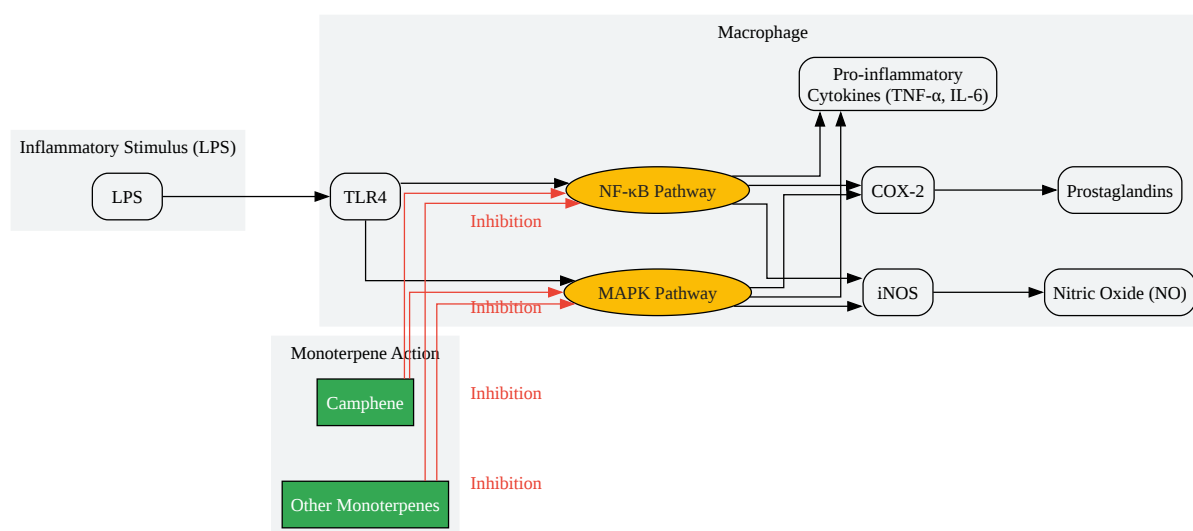 Macrophage
Pro-inflammatory
Cytokines (TNF-α, IL-6)
Inflammatory Stimulus (LPS)
LPS
TLR4
NF-κB Pathway
COX-2
Prostaglandins
Inhibition
MAPK Pathway
iNOS
Nitric Oxide (NO)
Inhibition
Monoterpene Action
Camphene
Inhibition
Other Monoterpenes
Inhibition